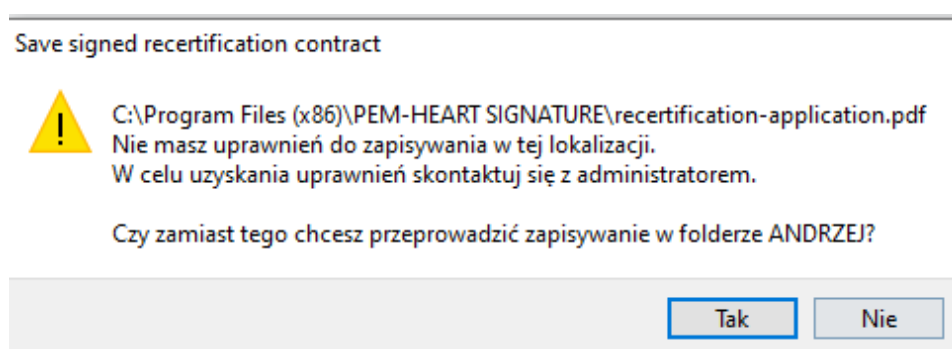 Save signed recertification contract
C:\Program Files (x86)\PEM-HEART SIGNATURE\recertification-application.pdf
Nie masz uprawnień do zapisywania w tej lokalizacji.
W celu uzyskania uprawnień skontaktuj się z administratorem.
Czy zamiast tego chcesz przeprowadzić zapisywanie w folderze ANDRZEJ?
Tak
Nie